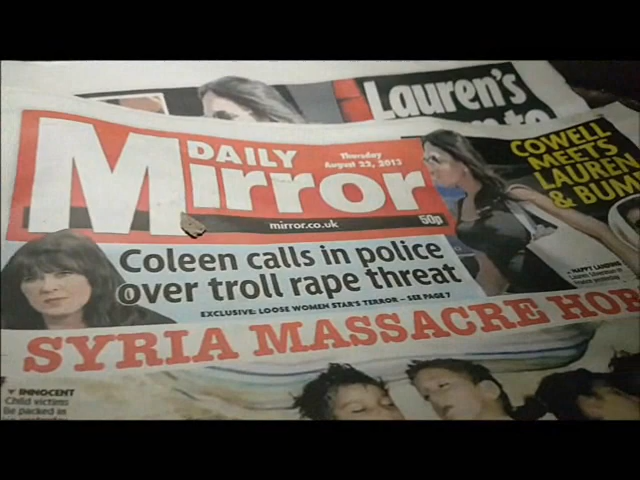 Lauren's
DAILY
Mirror
Thursday
August 22, 2013
mirror.co.uk
50p
COWELL
MEETS
LAUREN
& BUMP
Coleen calls in police
over troll rape threat
EXCLUSIVE: LOOSE WOMEN STAR'S TERROR – SEE PAGE 7
SYRIA MASSACRE HOR
INNOCENT
Child victims
lie packed in